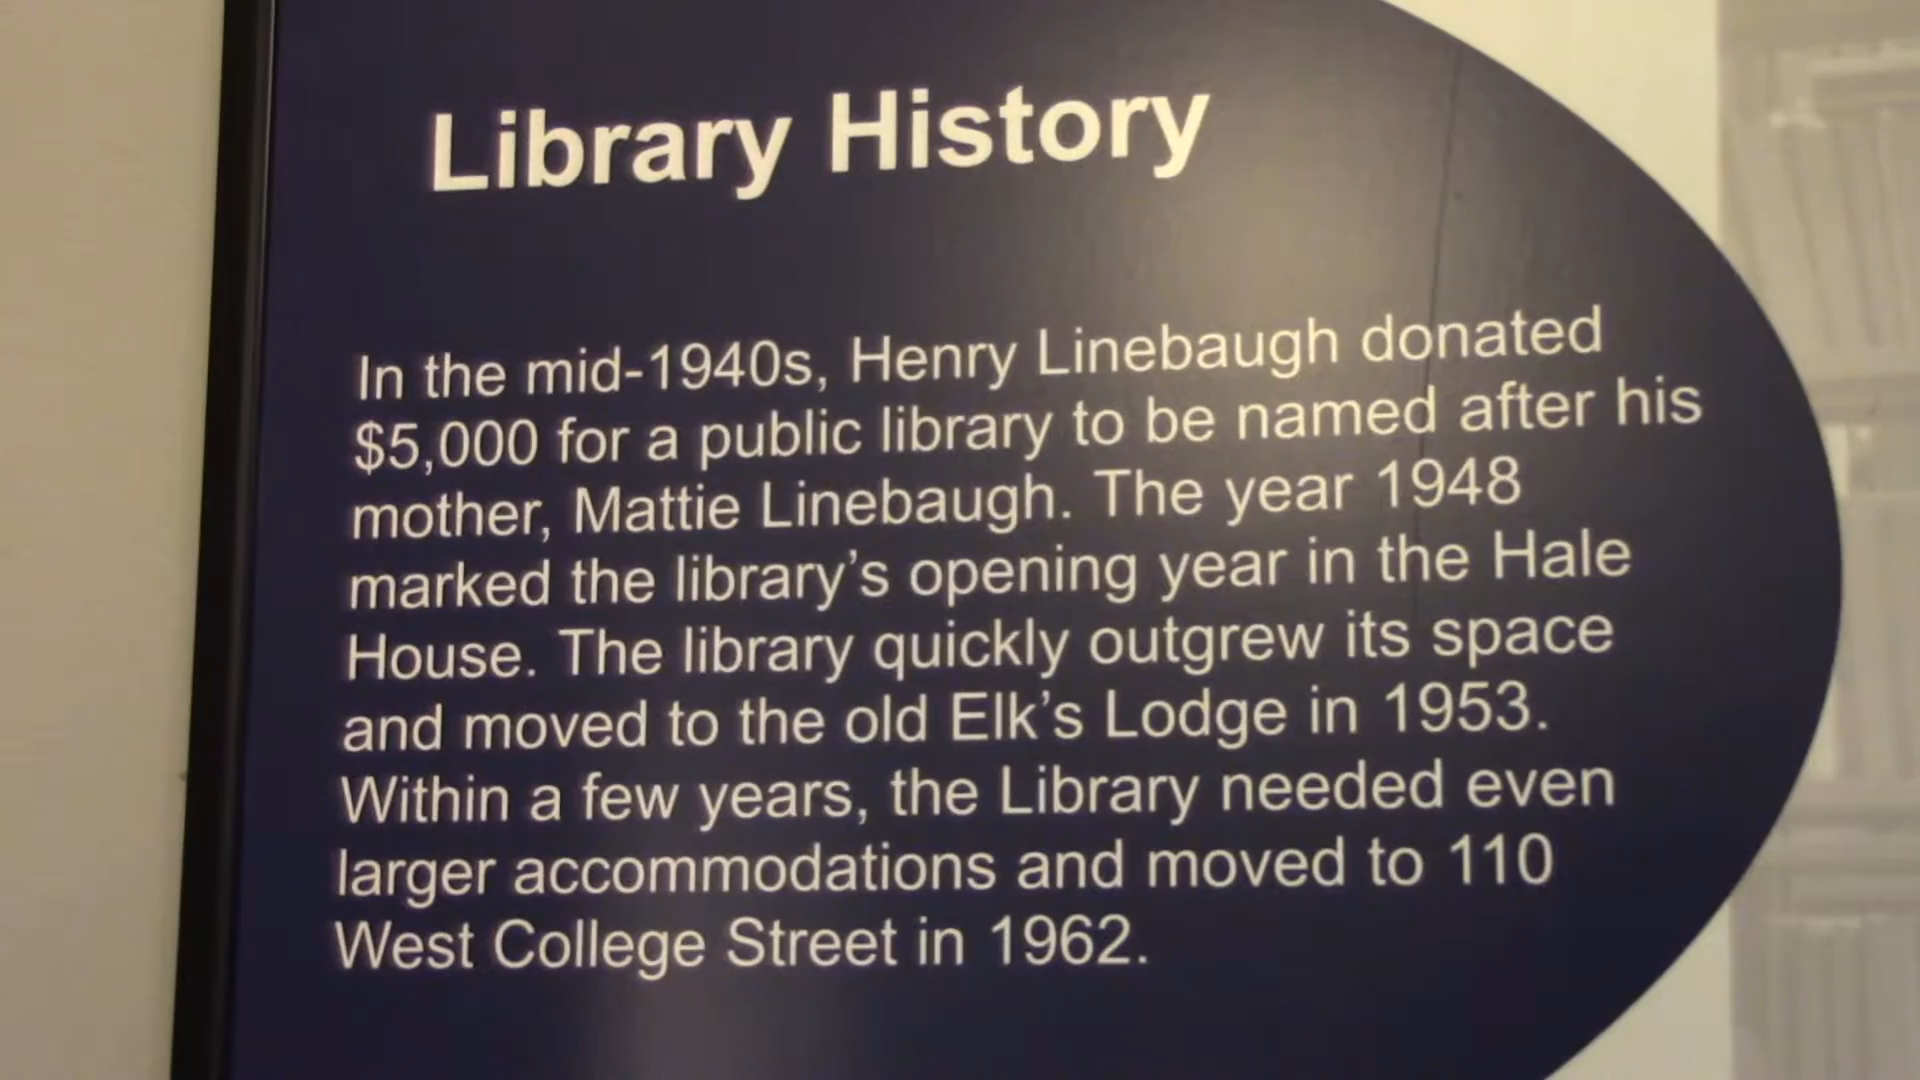 Library History
In the mid-1940s, Henry Linebaugh donated
$5,000 for a public library to be named after his
mother, Mattie Linebaugh. The year 1948
marked the library’s opening year in the Hale
House. The library quickly outgrew its space
and moved to the old Elk’s Lodge in 1953.
Within a few years, the Library needed even
larger accommodations and moved to 110
West College Street in 1962.